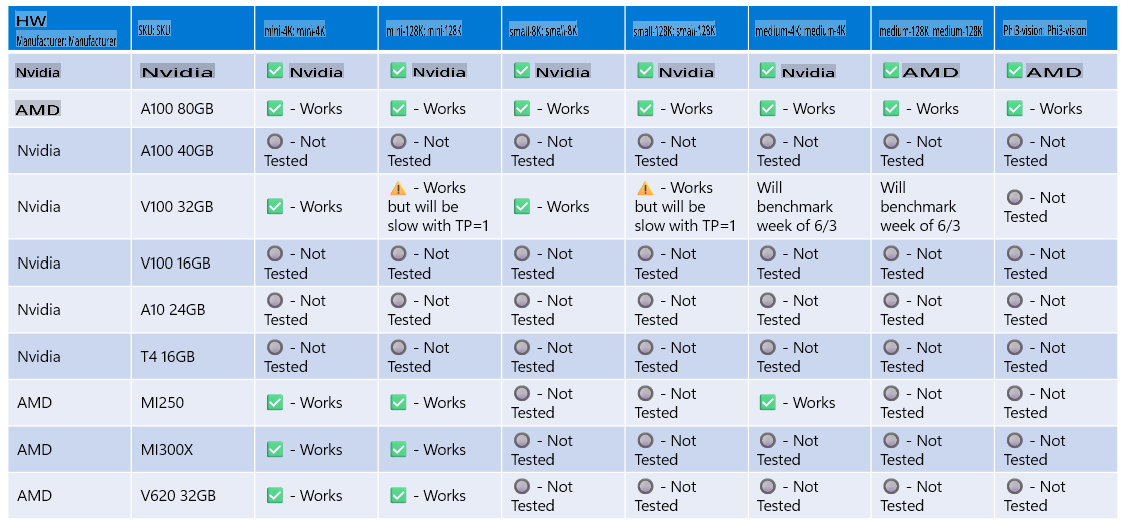 HW
Manufacturer: Manufacturer
SKU: SKU
mini-4K: mini-4K
mini-128K: mini-128K
small-8K: small-8K
small-128K: small-128K
medium-4K: medium-4K
medium-128K: medium-128K
Phi3-vision: Phi3-vision
Nvidia
Nvidia
✅ Nvidia
✅ Nvidia
✅ Nvidia
✅ Nvidia
✅ Nvidia
✅ AMD
✅ AMD
AMD
A100 80GB
✅ - Works
✅ - Works
✅ - Works
✅ - Works
✅ - Works
✅ - Works
✅ - Works
Nvidia
A100 40GB
- Not
Tested
- Not
Tested
- Not
Tested
- Not
Tested
- Not
Tested
- Not
Tested
- Not
Tested
Nvidia
V100 32GB
✅ - Works
⚠️ - Works
but will be
slow with TP=1
✅ - Works
⚠️ - Works
but will be
slow with TP=1
Will
benchmark
week of 6/3
Will
benchmark
week of 6/3
- Not
Tested
Nvidia
V100 16GB
- Not
Tested
- Not
Tested
- Not
Tested
- Not
Tested
- Not
Tested
- Not
Tested
- Not
Tested
Nvidia
A10 24GB
- Not
Tested
- Not
Tested
- Not
Tested
- Not
Tested
- Not
Tested
- Not
Tested
- Not
Tested
Nvidia
T4 16GB
- Not
Tested
- Not
Tested
- Not
Tested
- Not
Tested
- Not
Tested
- Not
Tested
- Not
Tested
AMD
MI250
✅ - Works
✅ - Works
- Not
Tested
- Not
Tested
✅ - Works
- Not
Tested
- Not
Tested
AMD
MI300X
✅ - Works
✅ - Works
- Not
Tested
- Not
Tested
- Not
Tested
- Not
Tested
- Not
Tested
AMD
V620 32GB
✅ - Works
✅ - Works
- Not
Tested
- Not
Tested
- Not
Tested
- Not
Tested
- Not
Tested